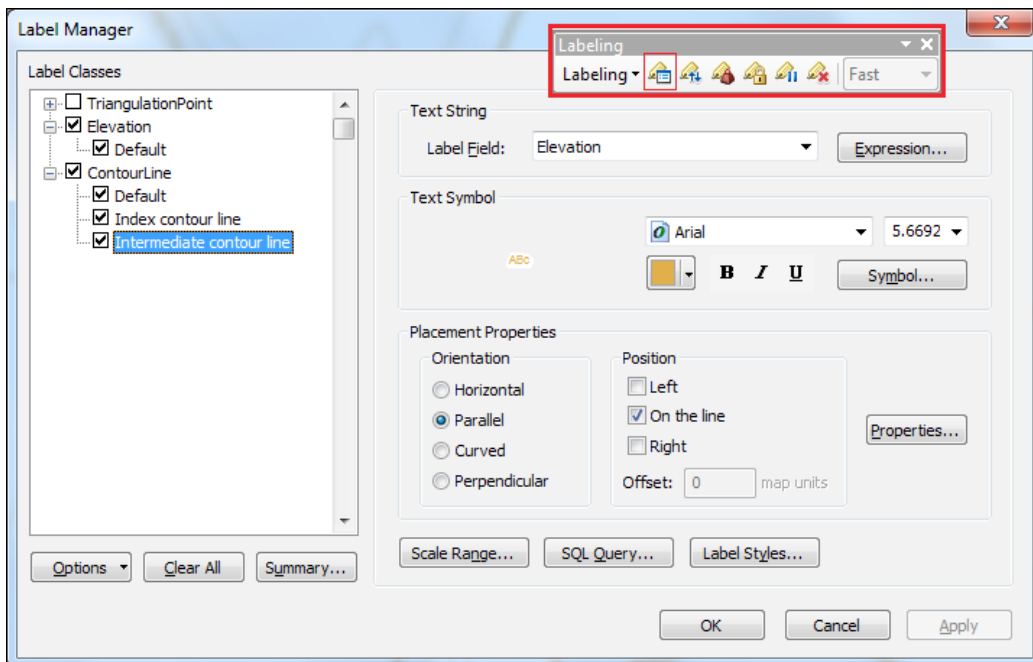 Label Manager
Labeling
Labeling
Fast
Label Classes
TriangulationPoint
Elevation
Default
ContourLine
Default
Index contour line
Intermediate contour line
Options
Clear All
Summary...
Text String
Label Field:
Elevation
Expression...
Text Symbol
ABc
Arial
5.6692
B I U
Symbol...
Placement Properties
Orientation
Horizontal
Parallel
Curved
Perpendicular
Position
Left
On the line
Right
Offset: 0 map units
Properties...
Scale Range...
SQL Query...
Label Styles...
OK
Cancel
Apply